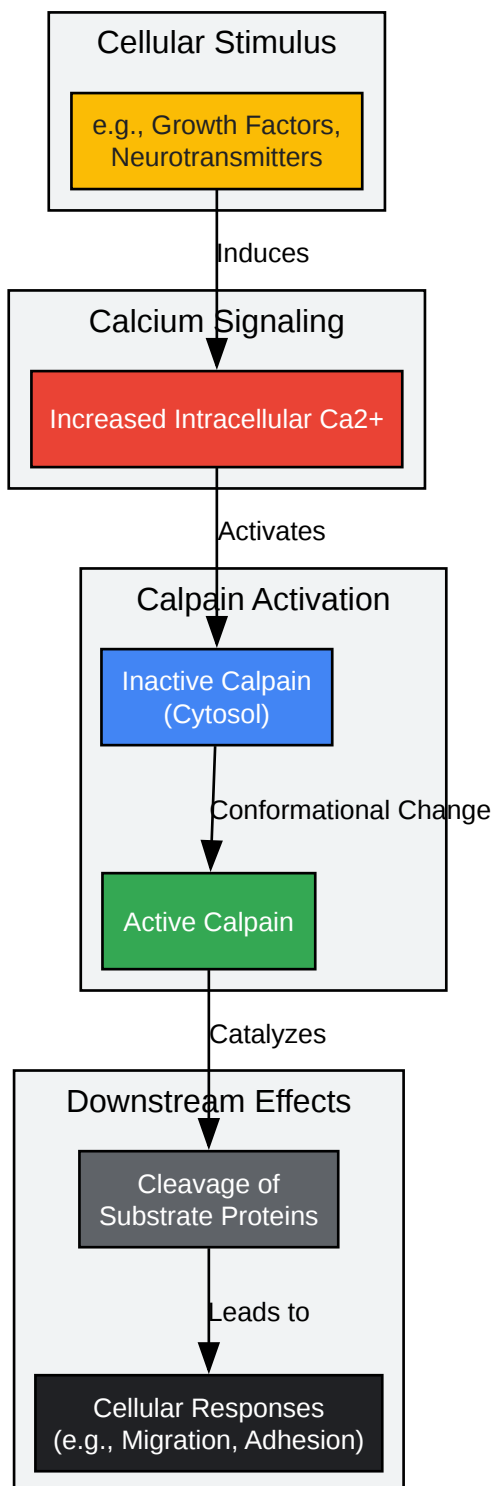 Cellular Stimulus
e.g., Growth Factors,
Neurotransmitters
Induces
Calcium Signaling
Increased Intracellular Ca2+
Activates
Calpain Activation
Inactive Calpain
(Cytosol)
Conformational Change
Active Calpain
Catalyzes
Downstream Effects
Cleavage of
Substrate Proteins
Leads to
Cellular Responses
(e.g., Migration, Adhesion)